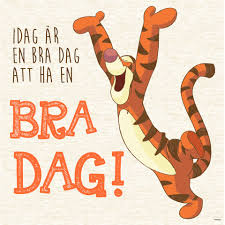 IDAG ÄR
EN BRA DAG
ATT HA EN
BRA
DAG!